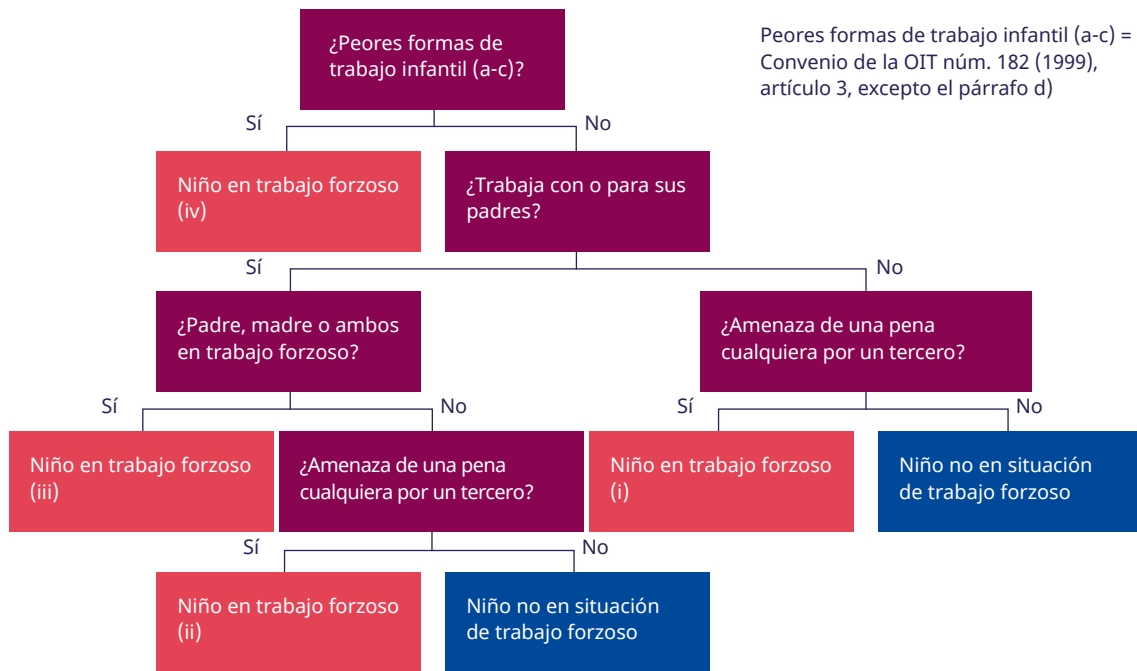 ¿Peores formas de
trabajo infantil (a-c)?
Peores formas de trabajo infantil (a-c) =
Convenio de la OIT núm. 182 (1999),
artículo 3, excepto el párrafo d)
Sí
No
Niño en trabajo forzoso
(iv)
¿Trabaja con o para sus
padres?
Sí
No
¿Padre, madre o ambos
en trabajo forzoso?
¿Amenaza de una pena
cualquiera por un tercero?
Sí
No
Sí
No
Niño en trabajo forzoso
(iii)
¿Amenaza de una pena
cualquiera por un tercero?
Niño en trabajo forzoso
(i)
Niño no en situación
de trabajo forzoso
Sí
No
Niño en trabajo forzoso
(ii)
Niño no en situación
de trabajo forzoso